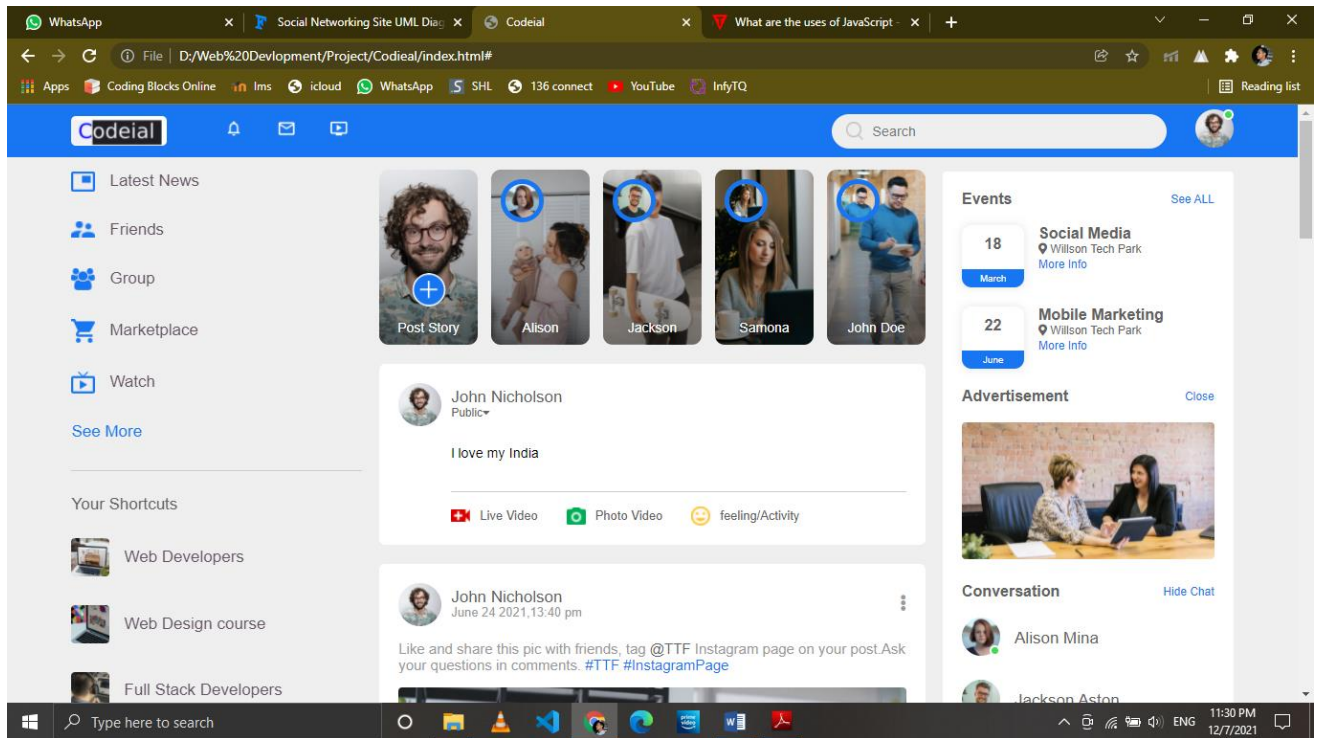 WhatsApp
Social Networking Site UML Diag
Codeial
What are the uses of JavaScript -
File | D:/Web%20Devlopment/Project/Codieal/index.html#
Apps Coding Blocks Online lms icloud WhatsApp SHL 136 connect YouTube InfyTQ Reading list
Codeial
Search
Latest News
Friends
Group
Marketplace
Watch
See More
Your Shortcuts
Web Developers
Web Design course
Full Stack Developers
Post Story
Alison
Jackson
Samona
John Doe
John Nicholson
Public
I love my India
Live Video Photo Video feeling/Activity
John Nicholson
June 24 2021,13:40 pm
Like and share this pic with friends, tag @TTF Instagram page on your post.Ask
your questions in comments. #TTF #InstagramPage
Events See ALL
18
March
Social Media
Willson Tech Park
More Info
22
June
Mobile Marketing
Willson Tech Park
More Info
Advertisement Close
Conversation Hide Chat
Alison Mina
Jackson Aston
Type here to search
ENG
11:30 PM
12/7/2021